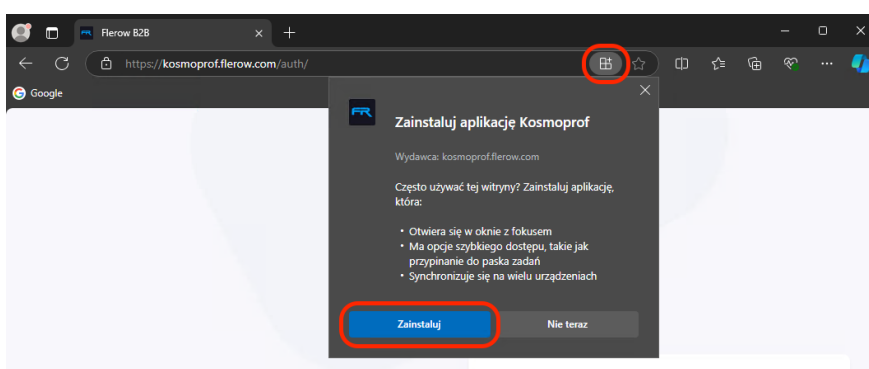 Flerow B2B
https://kosmoprof.flerow.com/auth/
Google
FR
Zainstaluj aplikację Kosmoprof
Wydawca: kosmoprof.flerow.com
Często używać tej witryny? Zainstaluj aplikację,
która:
• Otwiera się w oknie z fokusem
• Ma opcje szybkiego dostępu, takie jak
przypinanie do paska zadań
• Synchronizuje się na wielu urządzeniach
Zainstaluj
Nie teraz